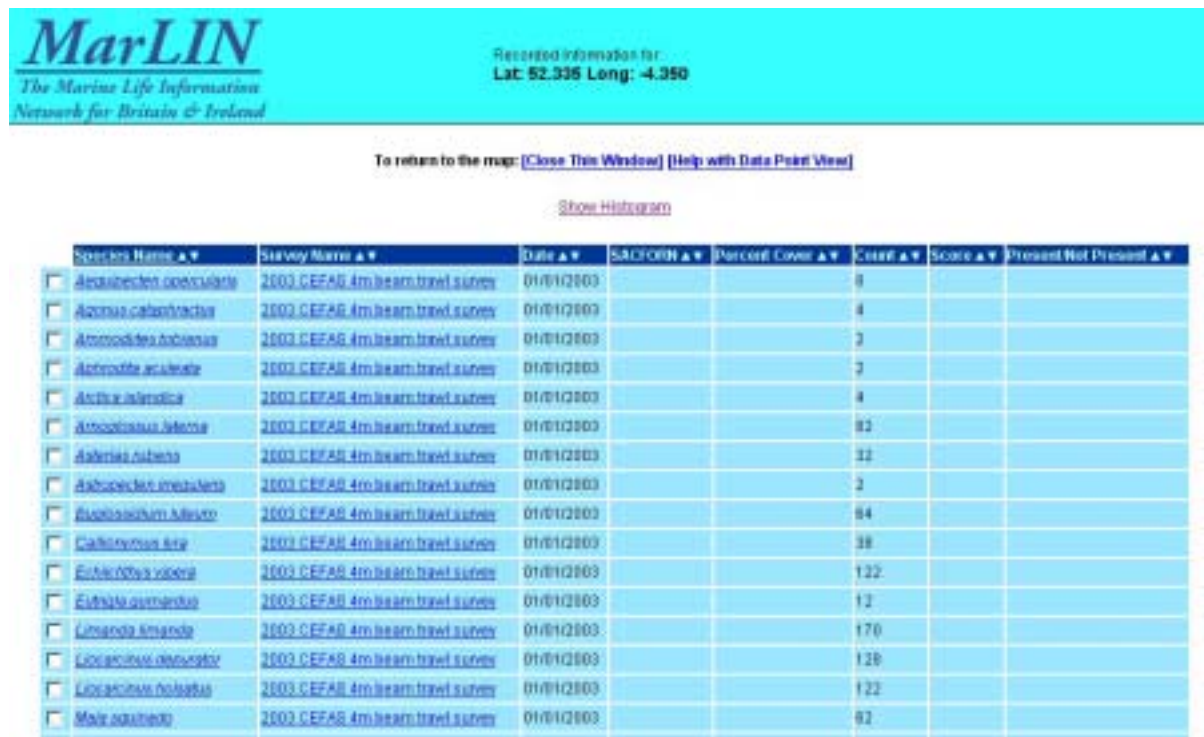 MarLIN
The Marine Life Information
Network for Britain & Ireland
Recorded Information for
Lat: 52.335 Long: -4.350
To return to the map: [Close This Window] [Help with Data Point View]
Show Histogram
Species Name ▲▼ Survey Name ▲▼ Date ▲▼ SACFORN ▲▼ Percent Cover ▲▼ Count ▲▼ Score ▲▼ Present/Not Present ▲▼
Aequipecten opercularis 2003 CEFAS 4m beam trawl survey 01/01/2003
Agonus cataphractus 2003 CEFAS 4m beam trawl survey 01/01/2003 4
Ammodites tobianus 2003 CEFAS 4m beam trawl survey 01/01/2003
Aphrodita aculeata 2003 CEFAS 4m beam trawl survey 01/01/2003
Arctica islandica 2003 CEFAS 4m beam trawl survey 01/01/2003 4
Arnoglossus laterna 2003 CEFAS 4m beam trawl survey 01/01/2003
Asterias rubens 2003 CEFAS 4m beam trawl survey 01/01/2003 32
Astropecten irregularis 2003 CEFAS 4m beam trawl survey 01/01/2003 2
Buglossidium luteum 2003 CEFAS 4m beam trawl survey 01/01/2003
Callionymus lyra 2003 CEFAS 4m beam trawl survey 01/01/2003 38
Echiichthys vipera 2003 CEFAS 4m beam trawl survey 01/01/2003 122
Eutrigla gurnardus 2003 CEFAS 4m beam trawl survey 01/01/2003 12
Limanda limanda 2003 CEFAS 4m beam trawl survey 01/01/2003 170
Liocarcinus depurator 2003 CEFAS 4m beam trawl survey 01/01/2003 128
Liocarcinus holsatus 2003 CEFAS 4m beam trawl survey 01/01/2003 122
Maja squinado 2003 CEFAS 4m beam trawl survey 01/01/2003